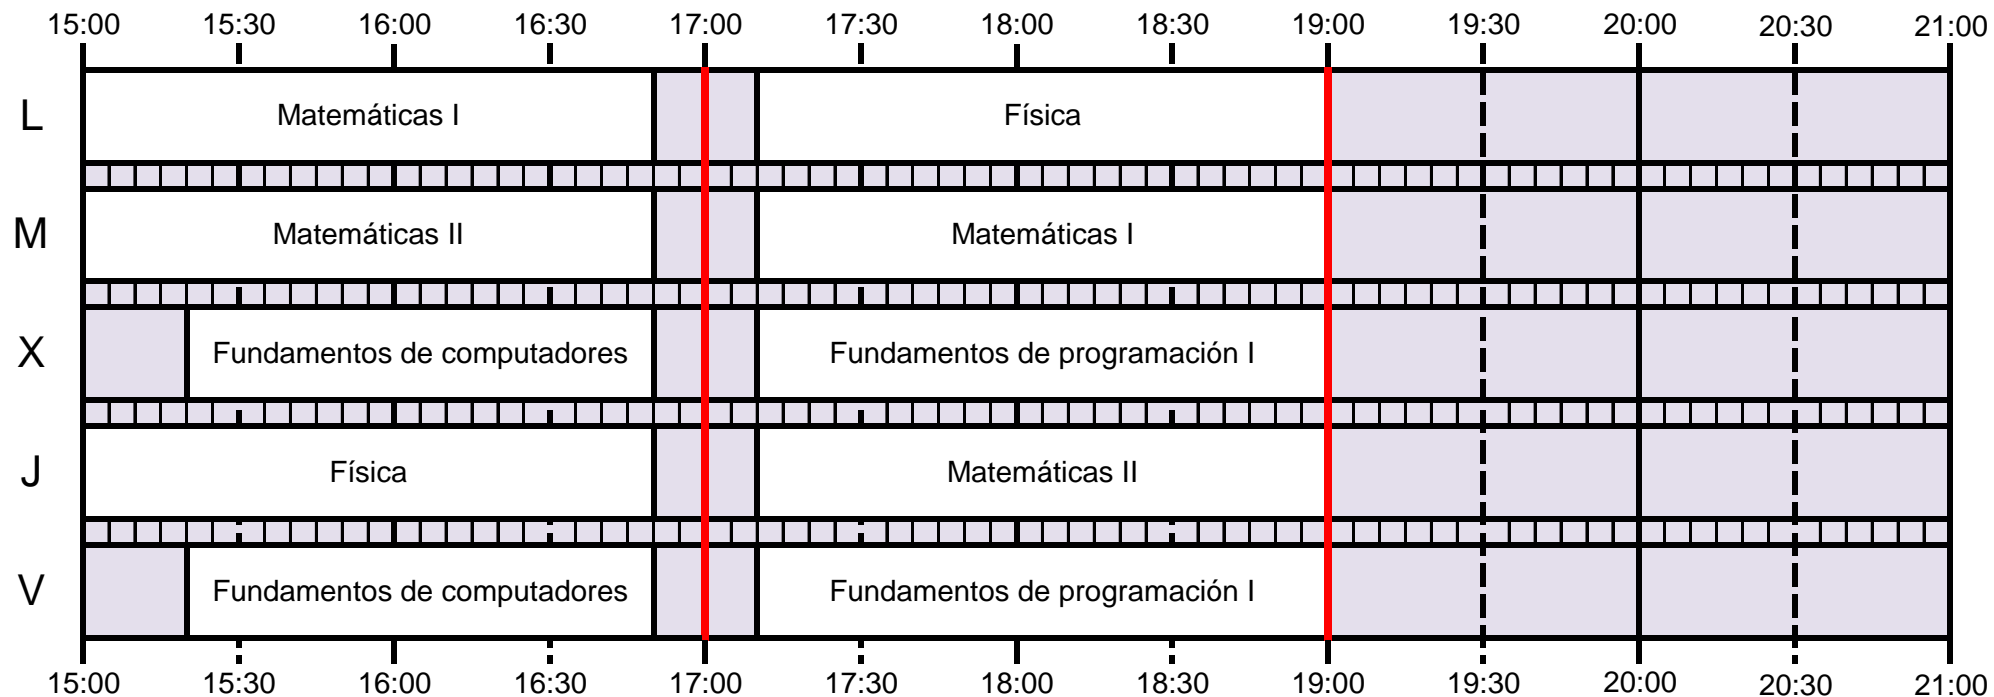 15:00 15:30 16:00 16:30 17:00 17:30 18:00 18:30 19:00 19:30 20:00 20:30 21:00
L Matemáticas I Física
M Matemáticas II Matemáticas I
X Fundamentos de computadores Fundamentos de programación I
J Física Matemáticas II
V Fundamentos de computadores Fundamentos de programación I
15:00 15:30 16:00 16:30 17:00 17:30 18:00 18:30 19:00 19:30 20:00 20:30 21:00